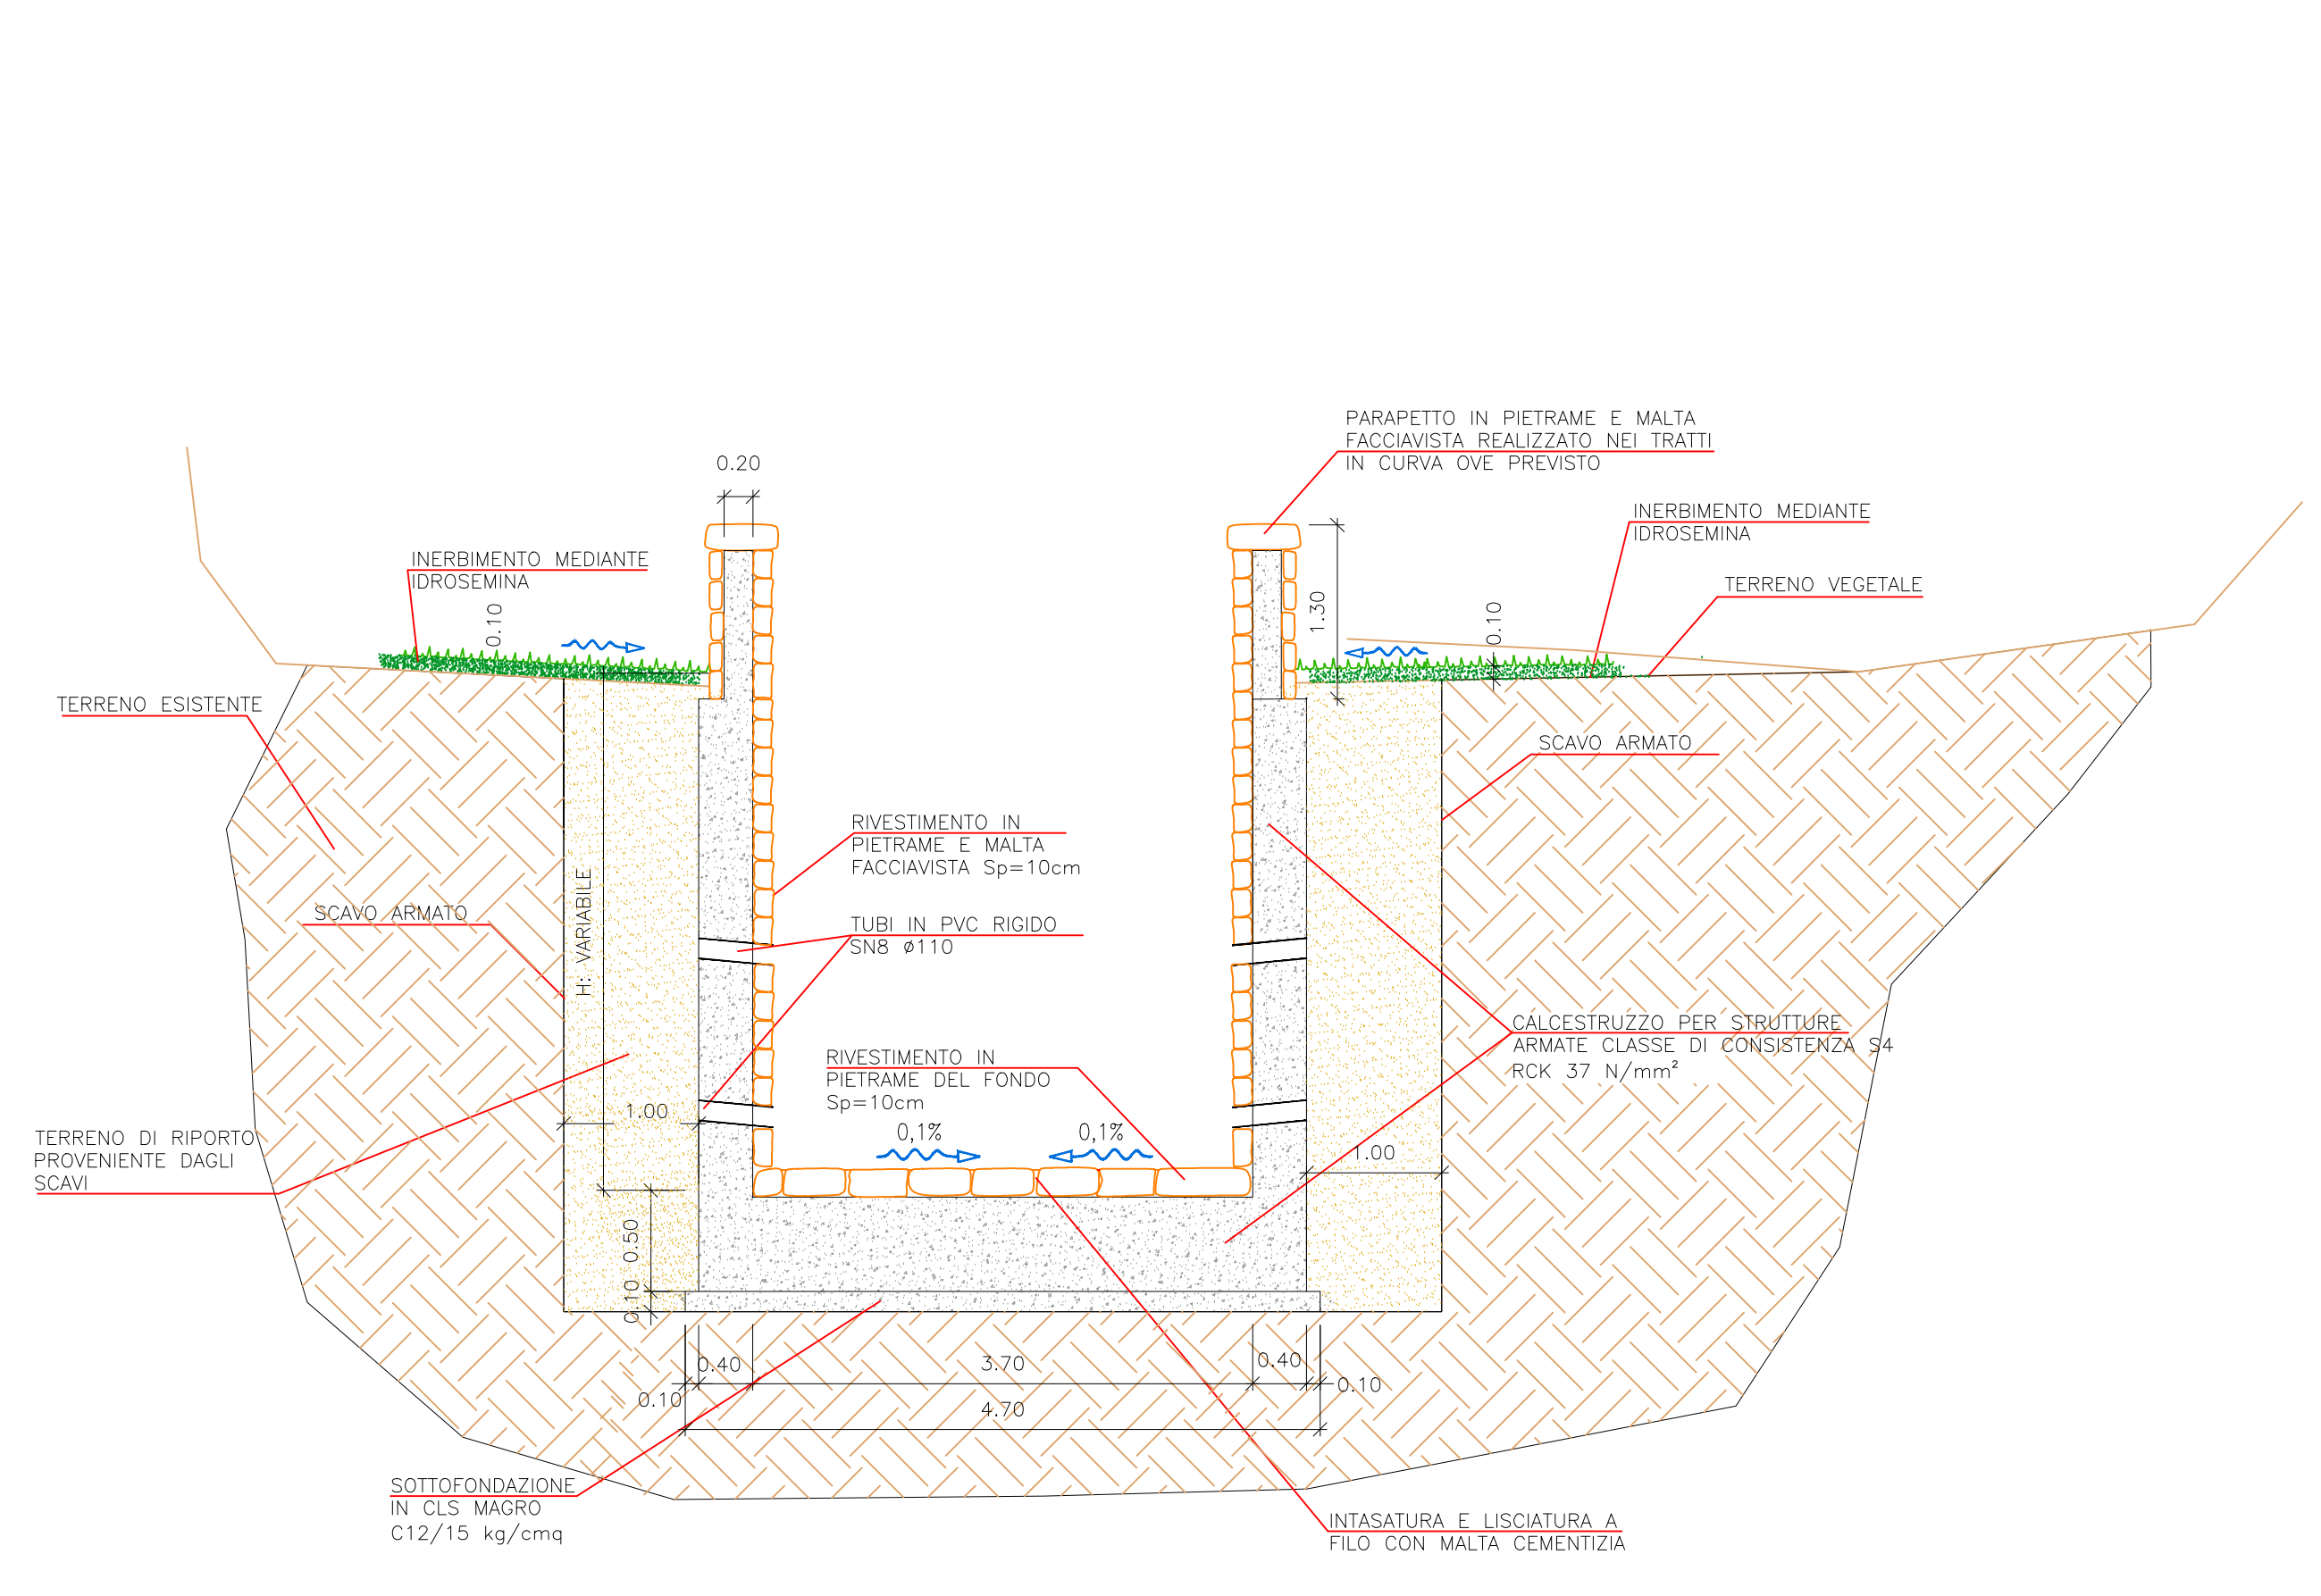 PARAPETTO IN PIETRAME E MALTA
FACCIAVISTA REALIZZATO NEI TRATTI
IN CURVA OVE PREVISTO
0.20
INERBIMENTO MEDIANTE
IDROSEMINA
INERBIMENTO MEDIANTE
IDROSEMINA
TERRENO VEGETALE
0.10
1.30
0.10
TERRENO ESISTENTE
SCAVO ARMATO
RIVESTIMENTO IN
PIETRAME E MALTA
FACCIAVISTA Sp=10cm
SCAVO ARMATO
H: VARIABILE
TUBI IN PVC RIGIDO
SN8 ø110
CALCESTRUZZO PER STRUTTURE
ARMATE CLASSE DI CONSISTENZA S4
RCK 37 N/mm²
RIVESTIMENTO IN
PIETRAME DEL FONDO
Sp=10cm
1.00
0,1%
0,1%
1.00
TERRENO DI RIPORTO
PROVENIENTE DAGLI
SCAVI
0.50
0.10
0.40
3.70
0.40
0.10
0.10
4.70
SOTTOFONDAZIONE
IN CLS MAGRO
C12/15 kg/cmq
INTASATURA E LISCIATURA A
FILO CON MALTA CEMENTIZIA